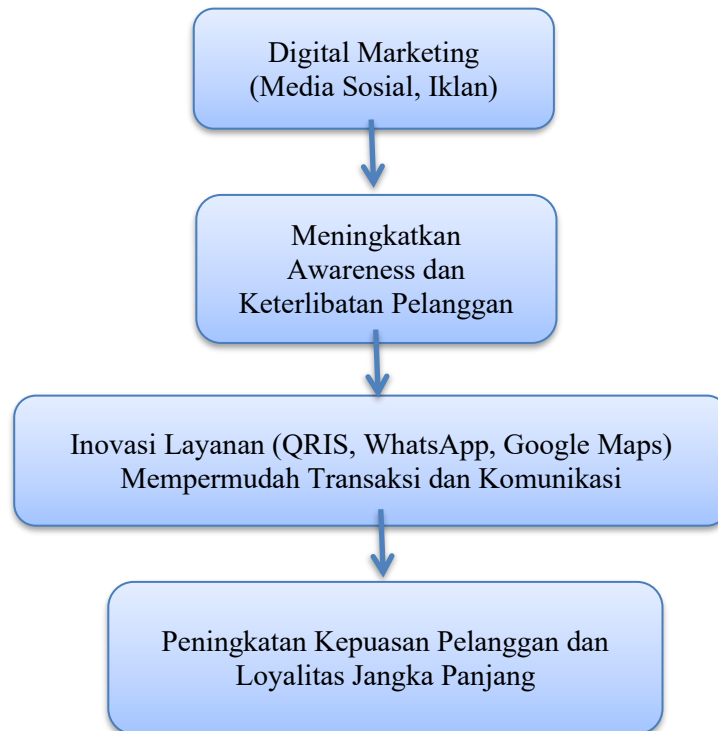 Digital Marketing
(Media Sosial, Iklan)
Meningkatkan
Awareness dan
Keterlibatan Pelanggan
Inovasi Layanan (QRIS, WhatsApp, Google Maps)
Mempermudah Transaksi dan Komunikasi
Peningkatan Kepuasan Pelanggan dan
Loyalitas Jangka Panjang